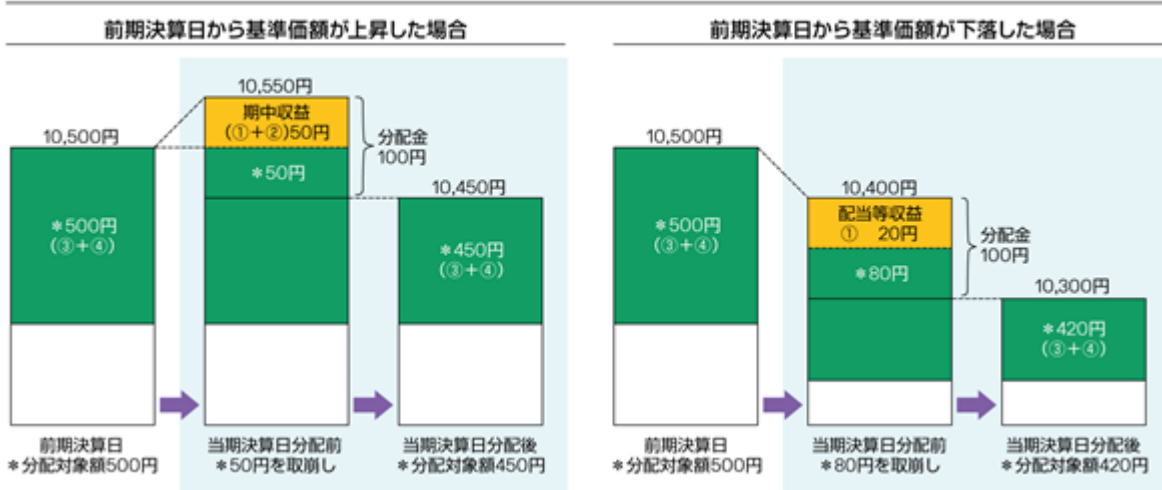 前期決算日から基準価額が上昇した場合
10,550円
期中収益
(①+②)50円
10,500円
分配金
100円
*50円
10,450円
*500円
(③+④)
*450円
(③+④)
前期決算日
*分配対象額500円
当期決算日分配前
*50円を取崩し
当期決算日分配後
*分配対象額450円
前期決算日から基準価額が下落した場合
10,500円
10,400円
配当等収益
① 20円
*500円
(③+④)
分配金
100円
*80円
10,300円
*420円
(③+④)
前期決算日
*分配対象額500円
当期決算日分配前
*80円を取崩し
当期決算日分配後
*分配対象額420円